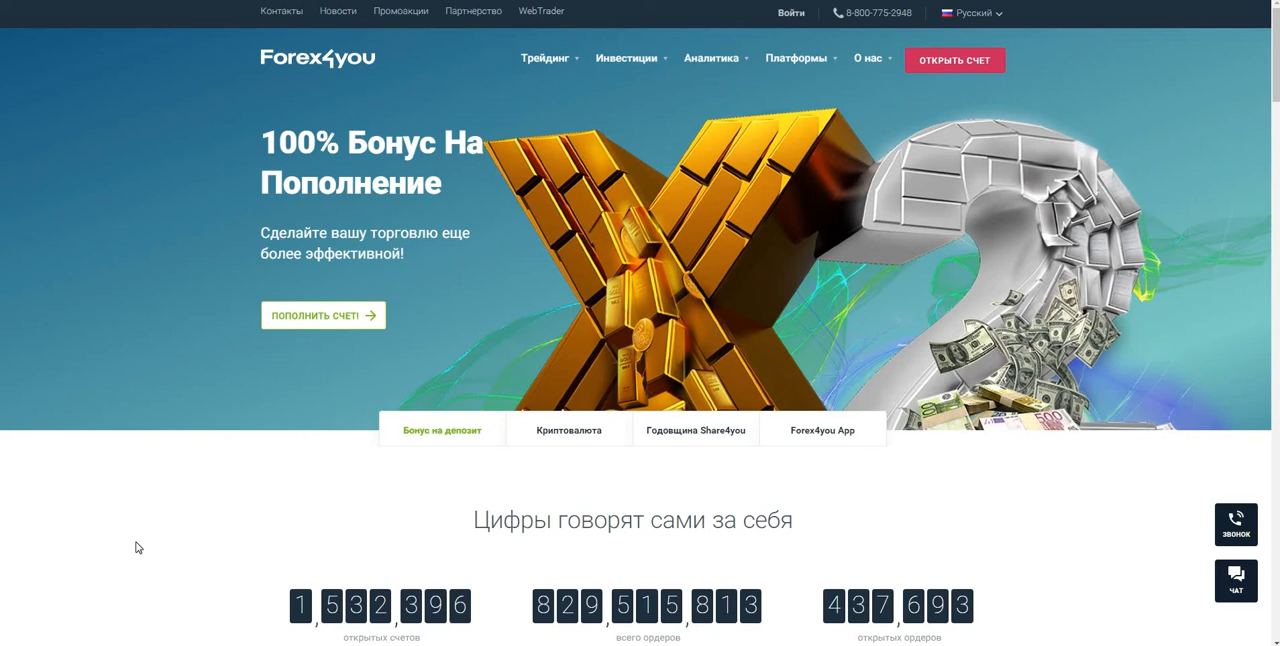 Контакты Новости Промоакции Партнерство WebTrader Войти 8-800-775-2948 Русский
Forex4you Трейдинг Инвестиции Аналитика Платформы О нас ОТКРЫТЬ СЧЕТ
100% Бонус На
Пополнение
Сделайте вашу торговлю еще
более эффективной!
ПОПОЛНИТЬ СЧЕТ!
Бонус на депозит Криптовалюта Годовщина Share4you Forex4you App
Цифры говорят сами за себя
ЗВОНОК
ЧАТ
1,532,396 829,515,813 437,693
открытых счетов всего ордеров открытых ордеров